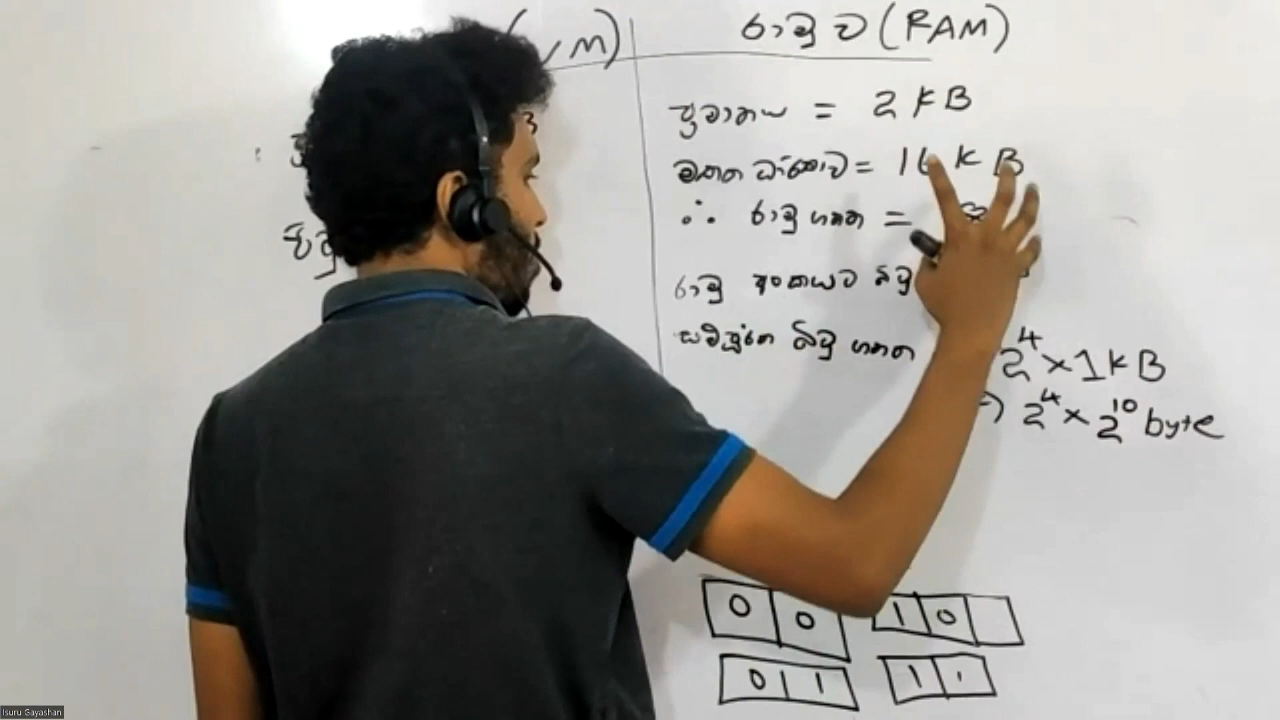 , M)
රාමු ව (RAM)
ප්‍රමාණය = 2 KB
මතක ධාරිතාව = 16 KB
∴ රාමු ගණන =
රාමු අංකයට බිටු
සම්පූර්ණ බිටු ගණන
2⁴ × 1 KB
2⁴ × 2¹⁰ byte
0 0
1 0
0 1
1 1
Isuru Gayashan